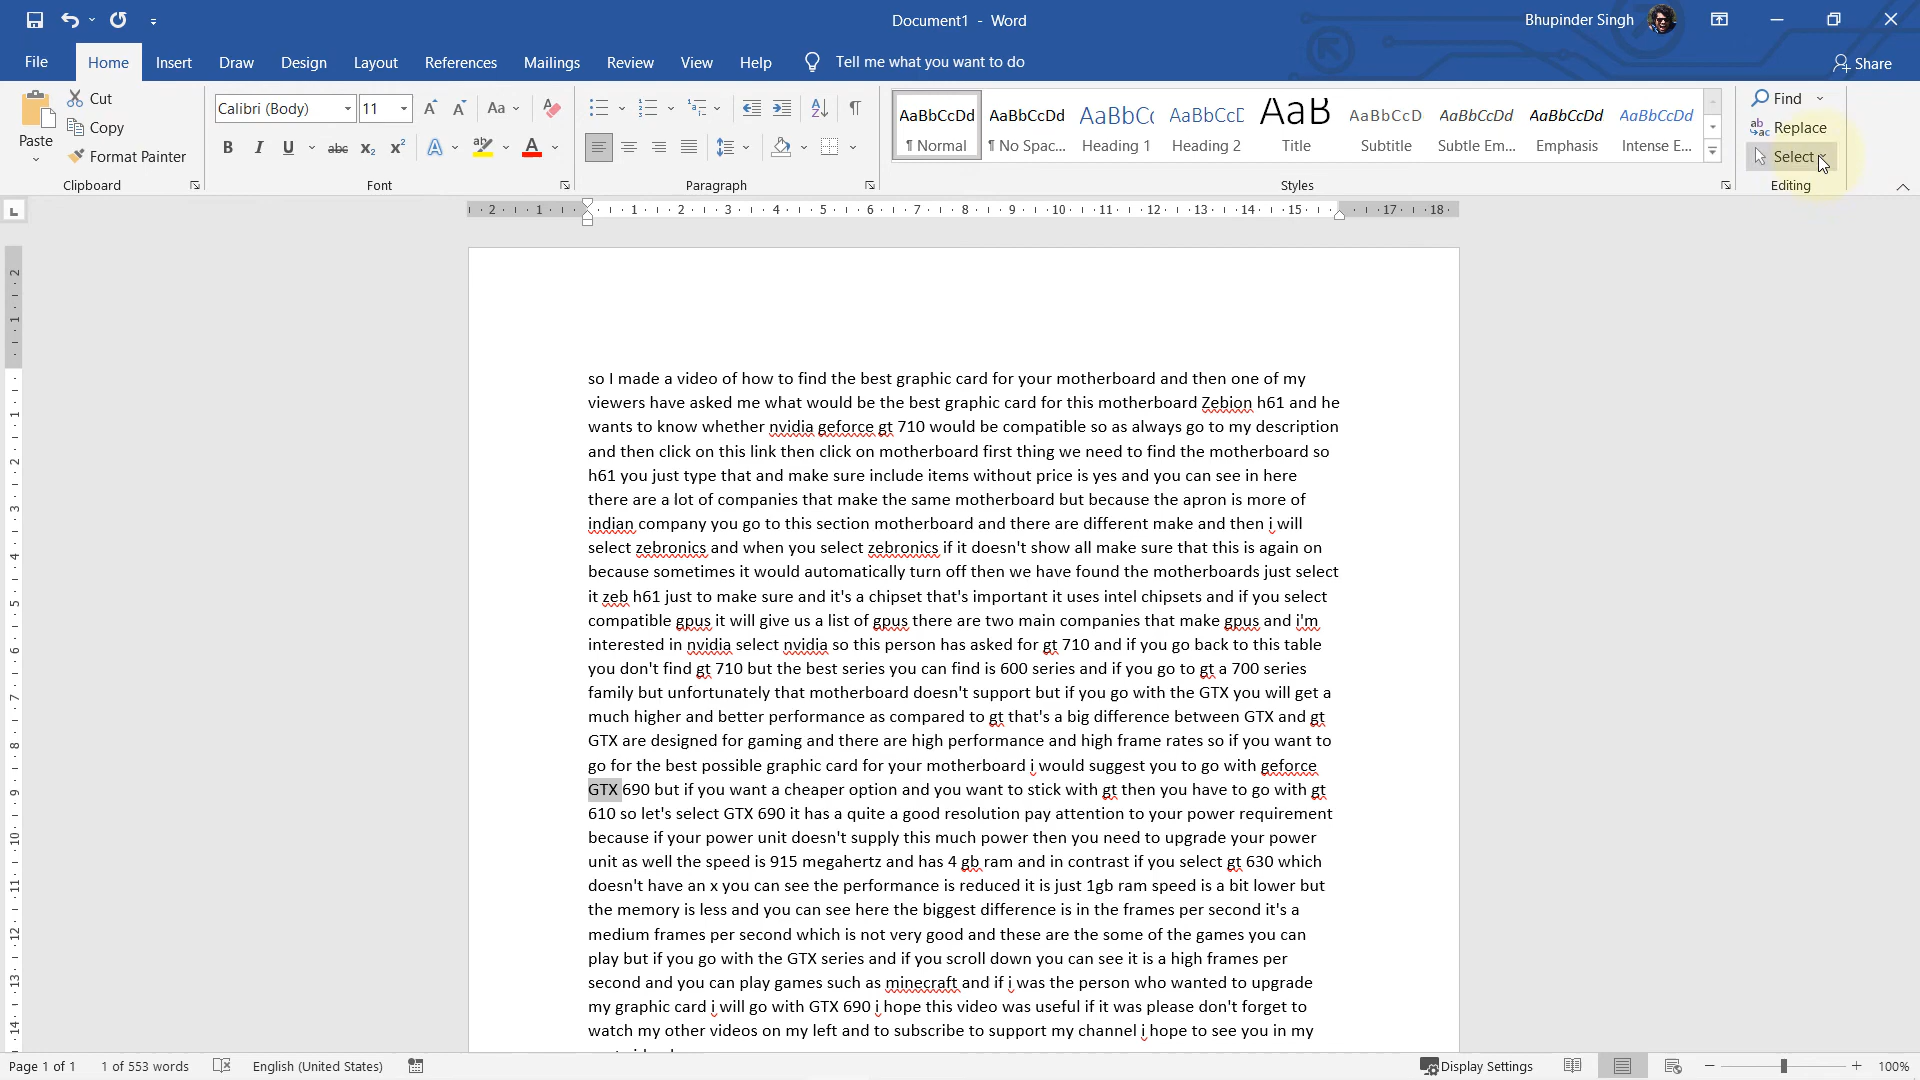 Document1 - Word
Bhupinder Singh
File Home Insert Draw Design Layout References Mailings Review View Help Tell me what you want to do Share
Paste
Cut
Copy
Format Painter
Clipboard
Calibri (Body) 11
Font
Paragraph
AaBbCcDd AaBbCcDd AaBbCc AaBbCcD AaB AaBbCcD AaBbCcDd AaBbCcDd AaBbCcDd
¶ Normal ¶ No Spac... Heading 1 Heading 2 Title Subtitle Subtle Em... Emphasis Intense E...
Styles
Find
Replace
Select
Editing
so I made a video of how to find the best graphic card for your motherboard and then one of my
viewers have asked me what would be the best graphic card for this motherboard Zebion h61 and he
wants to know whether nvidia geforce gt 710 would be compatible so as always go to my description
and then click on this link then click on motherboard first thing we need to find the motherboard so
h61 you just type that and make sure include items without price is yes and you can see in here
there are a lot of companies that make the same motherboard but because the apron is more of
indian company you go to this section motherboard and there are different make and then i will
select zebronics and when you select zebronics if it doesn't show all make sure that this is again on
because sometimes it would automatically turn off then we have found the motherboards just select
it zeb h61 just to make sure and it's a chipset that's important it uses intel chipsets and if you select
compatible gpus it will give us a list of gpus there are two main companies that make gpus and i'm
interested in nvidia select nvidia so this person has asked for gt 710 and if you go back to this table
you don't find gt 710 but the best series you can find is 600 series and if you go to gt a 700 series
family but unfortunately that motherboard doesn't support but if you go with the GTX you will get a
much higher and better performance as compared to gt that's a big difference between GTX and gt
GTX are designed for gaming and there are high performance and high frame rates so if you want to
go for the best possible graphic card for your motherboard i would suggest you to go with geforce
GTX 690 but if you want a cheaper option and you want to stick with gt then you have to go with gt
610 so let's select GTX 690 it has a quite a good resolution pay attention to your power requirement
because if your power unit doesn't supply this much power then you need to upgrade your power
unit as well the speed is 915 megahertz and has 4 gb ram and in contrast if you select gt 630 which
doesn't have an x you can see the performance is reduced it is just 1gb ram speed is a bit lower but
the memory is less and you can see here the biggest difference is in the frames per second it's a
medium frames per second which is not very good and these are the some of the games you can
play but if you go with the GTX series and if you scroll down you can see it is a high frames per
second and you can play games such as minecraft and if i was the person who wanted to upgrade
my graphic card i will go with GTX 690 i hope this video was useful if it was please don't forget to
watch my other videos on my left and to subscribe to support my channel i hope to see you in my
Page 1 of 1 1 of 553 words English (United States) Display Settings 100%